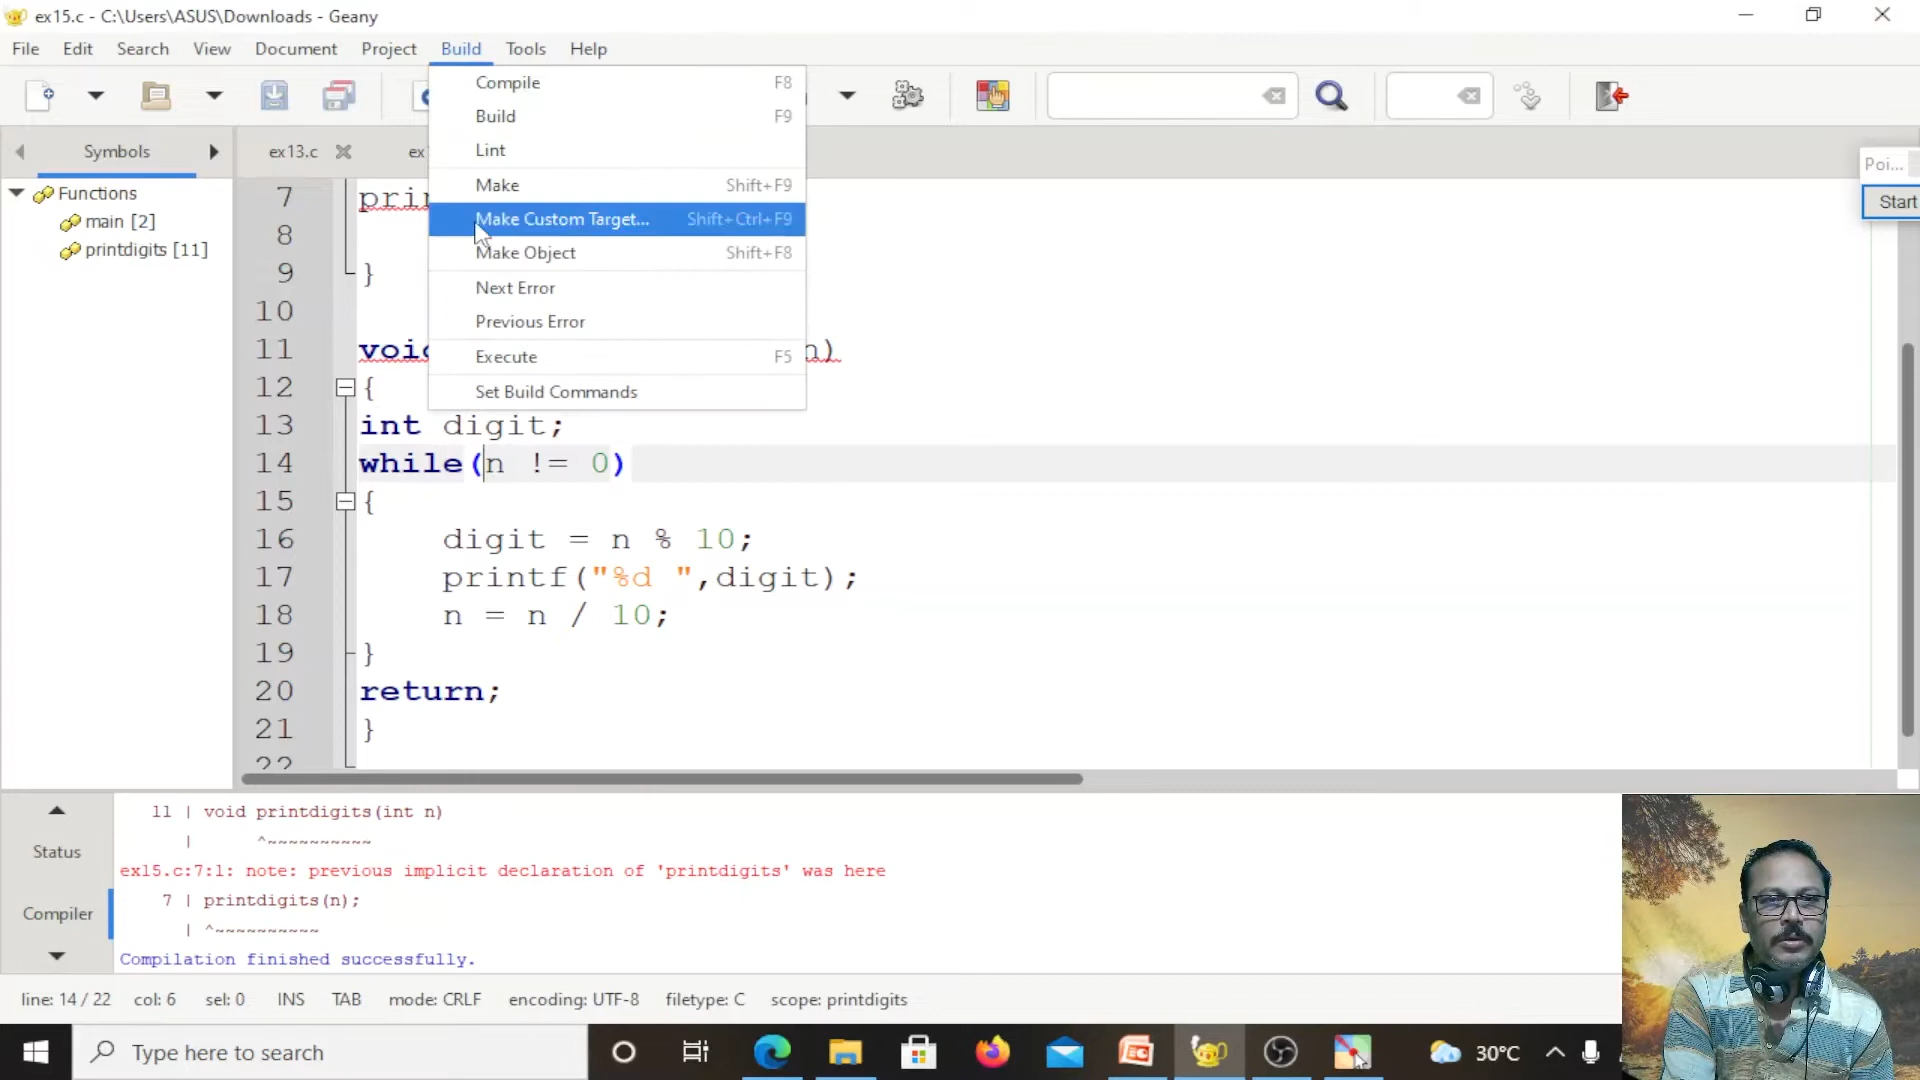 ex15.c - C:\Users\ASUS\Downloads - Geany
File Edit Search View Document Project Build Tools Help
Compile F8
Build F9
Lint
Make Shift+F9
Make Custom Target... Shift+Ctrl+F9
Make Object Shift+F8
Next Error
Previous Error
Execute F5
Set Build Commands
Symbols
Functions
main [2]
printdigits [11]
ex13.c
Poi...
Start
7
8
9 }
10
11 void n)
12 {
13 int digit;
14 while(n != 0)
15 {
16 digit = n % 10;
17 printf("%d ",digit);
18 n = n / 10;
19 }
20 return;
21 }
22
Status
Compiler
11 | void printdigits(int n)
| ^~~~~~~~~~~
ex15.c:7:1: note: previous implicit declaration of 'printdigits' was here
7 | printdigits(n);
| ^~~~~~~~~~~
Compilation finished successfully.
line: 14 / 22 col: 6 sel: 0 INS TAB mode: CRLF encoding: UTF-8 filetype: C scope: printdigits
Type here to search
30°C